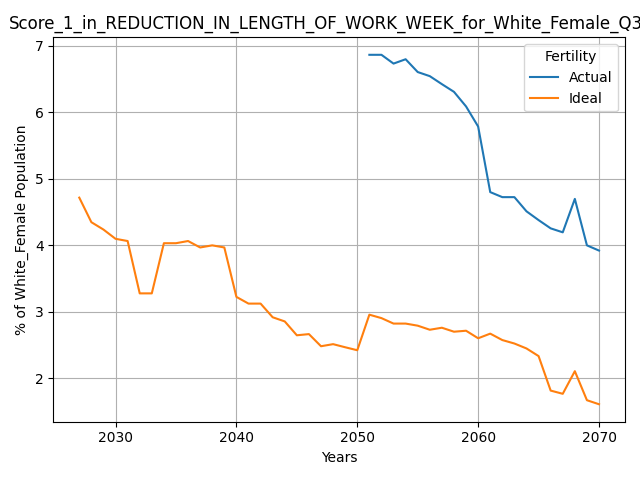 Score_1_in_REDUCTION_IN_LENGTH_OF_WORK_WEEK_for_White_Female_Q3
7
6
5
4
3
2
% of White_Female Population
Fertility
Actual
Ideal
2030 2040 2050 2060 2070
Years